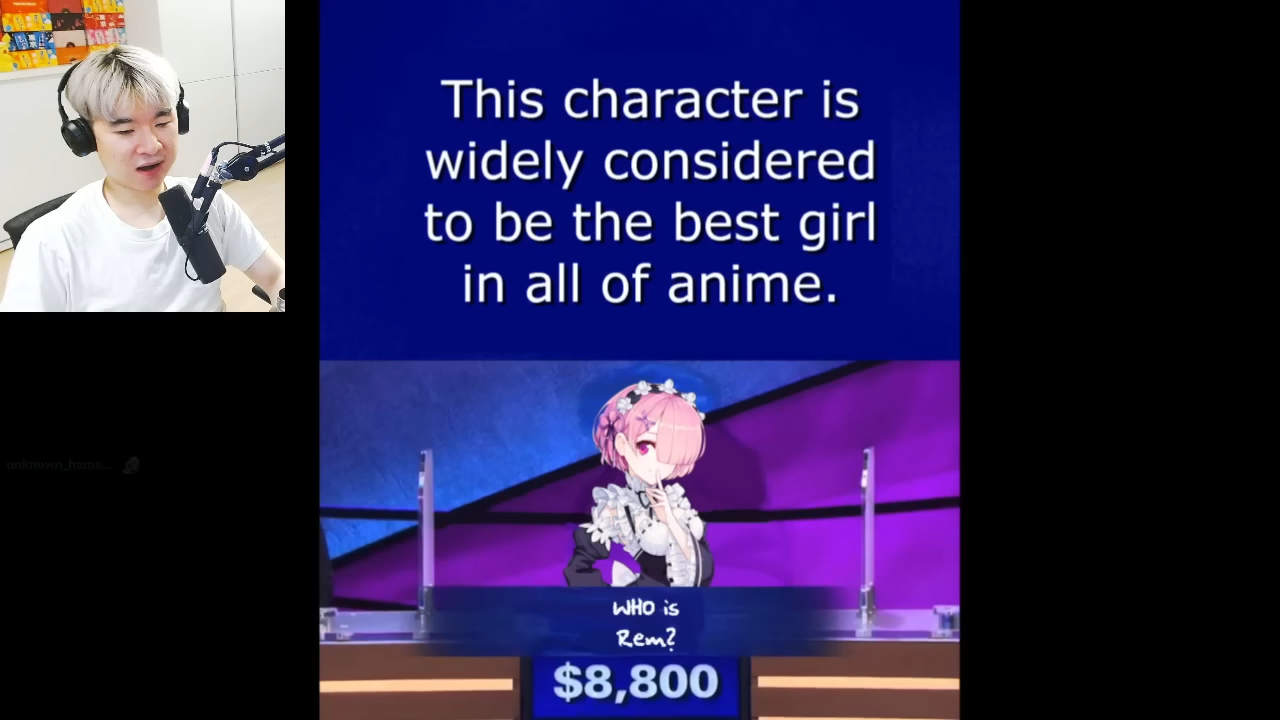 This character is
widely considered
to be the best girl
in all of anime.
WHO is
Rem?
$8,800
unknown_hams...